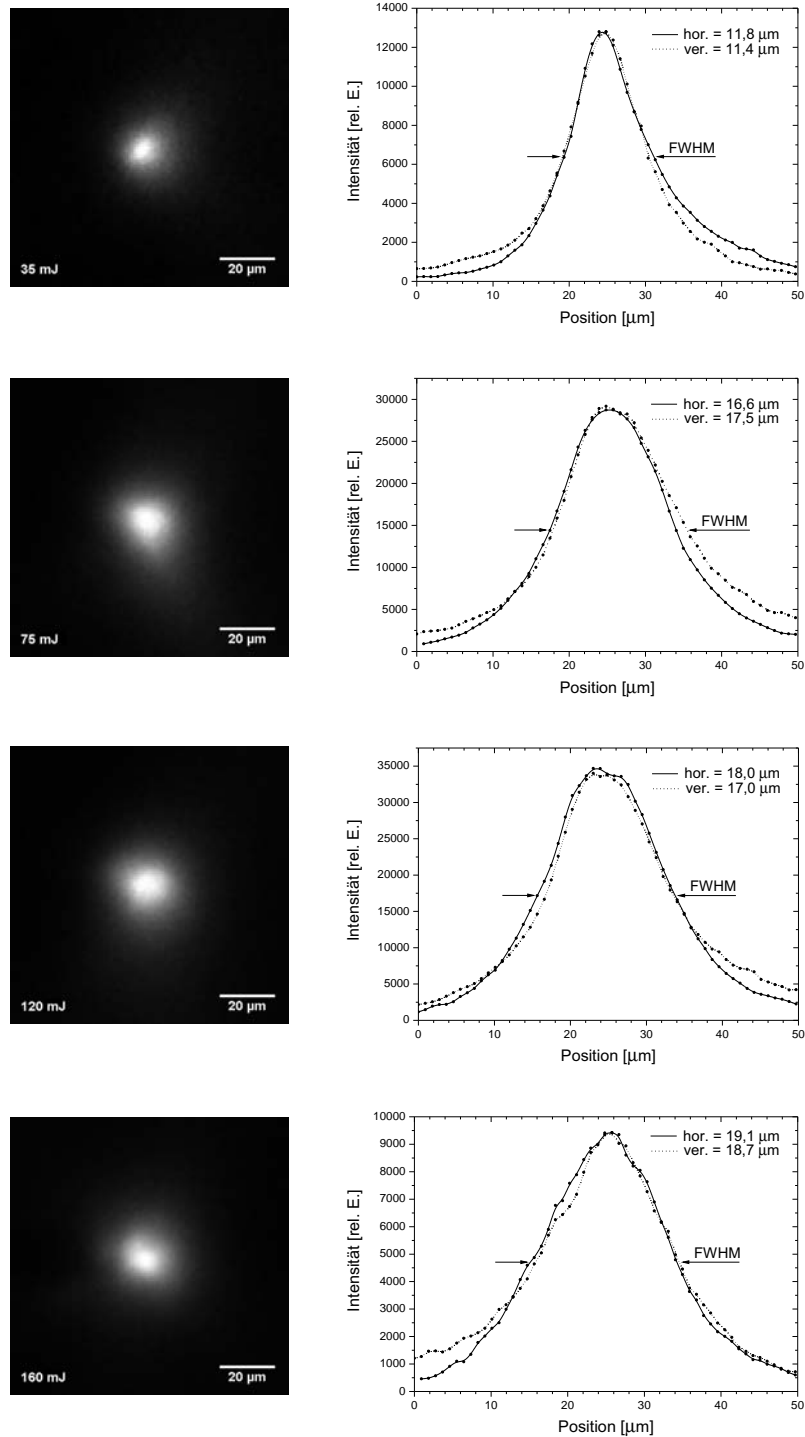 35 mJ
20 µm
14000
12000
10000
8000
6000
4000
2000
0
Intensität [rel. E.]
hor. = 11,8 µm
ver. = 11,4 µm
FWHM
0 10 20 30 40 50
Position [µm]
75 mJ
20 µm
30000
25000
20000
15000
10000
5000
0
Intensität [rel. E.]
hor. = 16,6 µm
ver. = 17,5 µm
FWHM
0 10 20 30 40 50
Position [µm]
120 mJ
20 µm
35000
30000
25000
20000
15000
10000
5000
0
Intensität [rel. E.]
hor. = 18,0 µm
ver. = 17,0 µm
FWHM
0 10 20 30 40 50
Position [µm]
160 mJ
20 µm
10000
9000
8000
7000
6000
5000
4000
3000
2000
1000
0
Intensität [rel. E.]
hor. = 19,1 µm
ver. = 18,7 µm
FWHM
0 10 20 30 40 50
Position [µm]